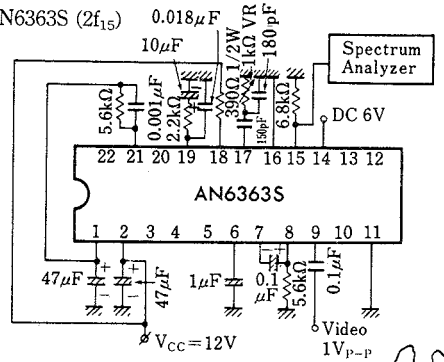 N6363S (2f15)
0.018μF
10μF
390Ω 1/2W
1kΩ VR
180pF
Spectrum
Analyzer
5.6kΩ
0.001μF
2.2kΩ
150pF
6.8kΩ
DC 6V
22 21 20 19 18 17 16 15 14 13 12
AN6363S
1 2 3 4 5 6 7 8 9 10 11
47μF
+
-
+
-
47μF
1μF
- +
0.1
μF
5.6kΩ
0.1μF
VCC=12V
Video
1VP-P